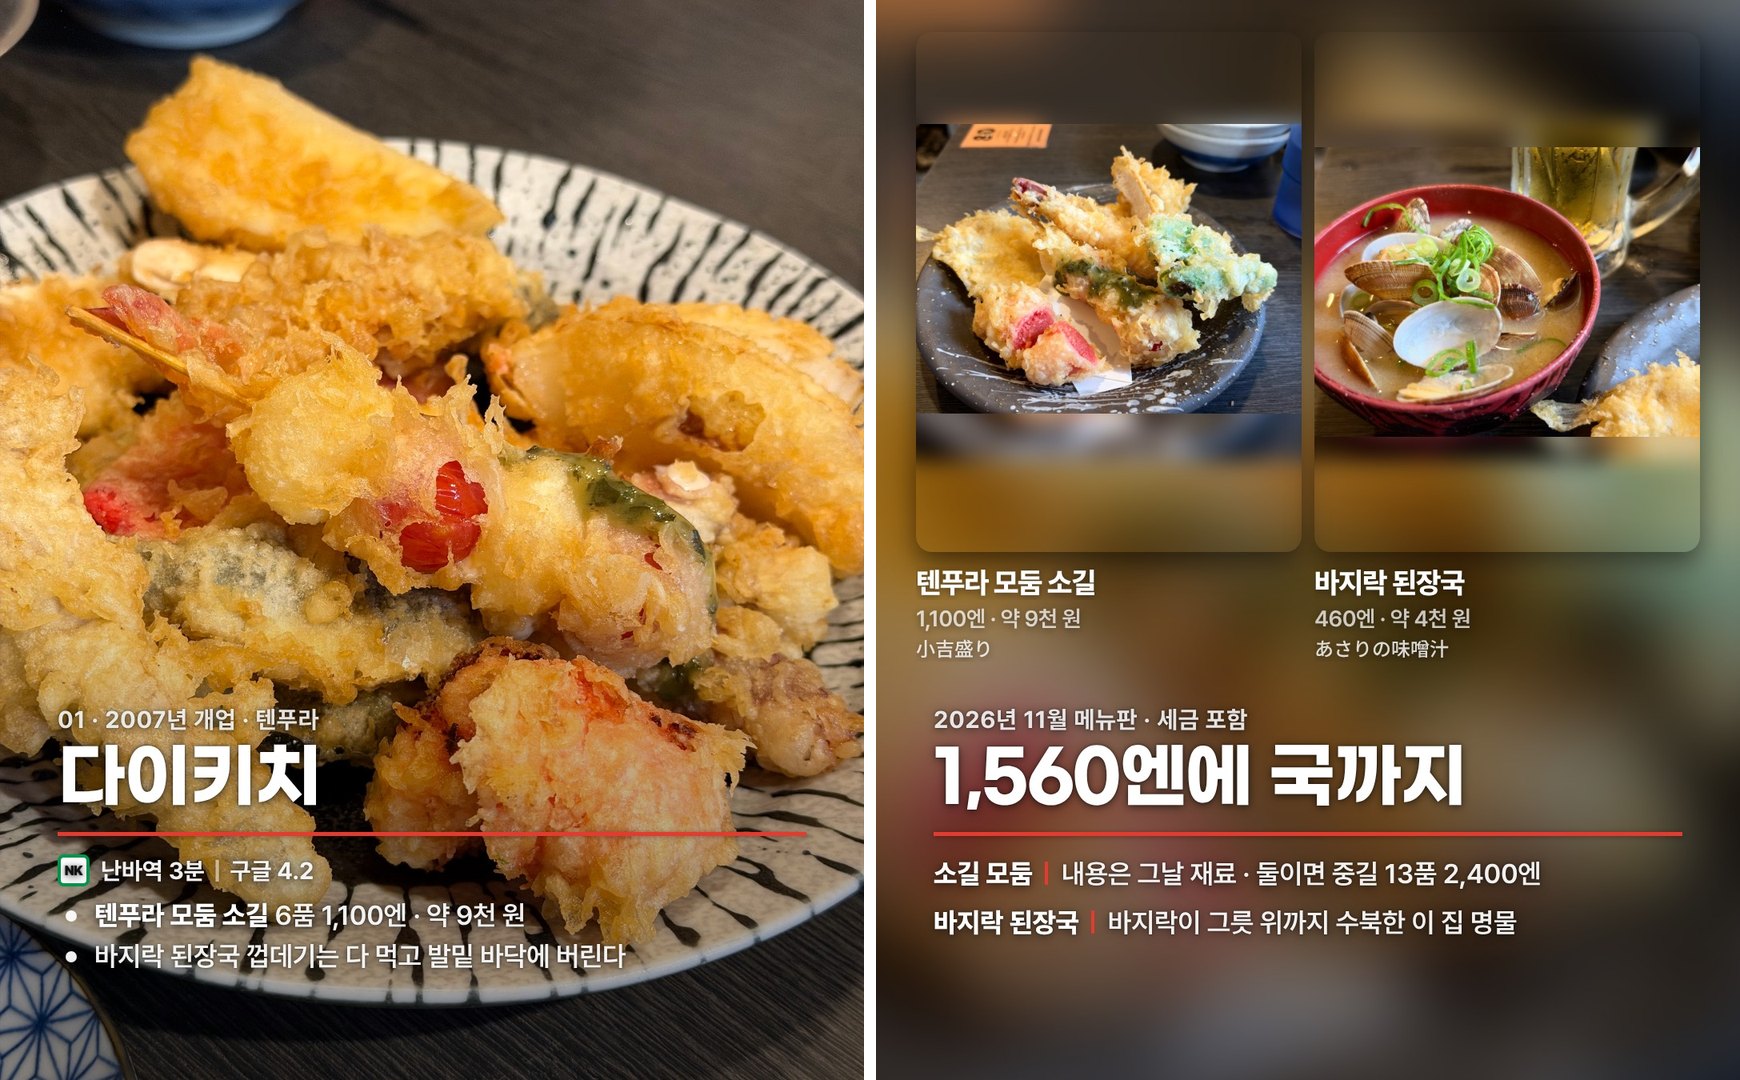 01 · 2007년 개업 · 텐푸라
다이키치
NK 난바역 3분 | 구글 4.2
● 텐푸라 모둠 소길 6품 1,100엔 · 약 9천 원
● 바지락 된장국 껍데기는 다 먹고 발밑 바닥에 버린다
텐푸라 모둠 소길
1,100엔 · 약 9천 원
小吉盛り
바지락 된장국
460엔 · 약 4천 원
あさりの味噌汁
2026년 11월 메뉴판 · 세금 포함
1,560엔에 국까지
소길 모둠 | 내용은 그날 재료 · 둘이면 중길 13품 2,400엔
바지락 된장국 | 바지락이 그릇 위까지 수북한 이 집 명물